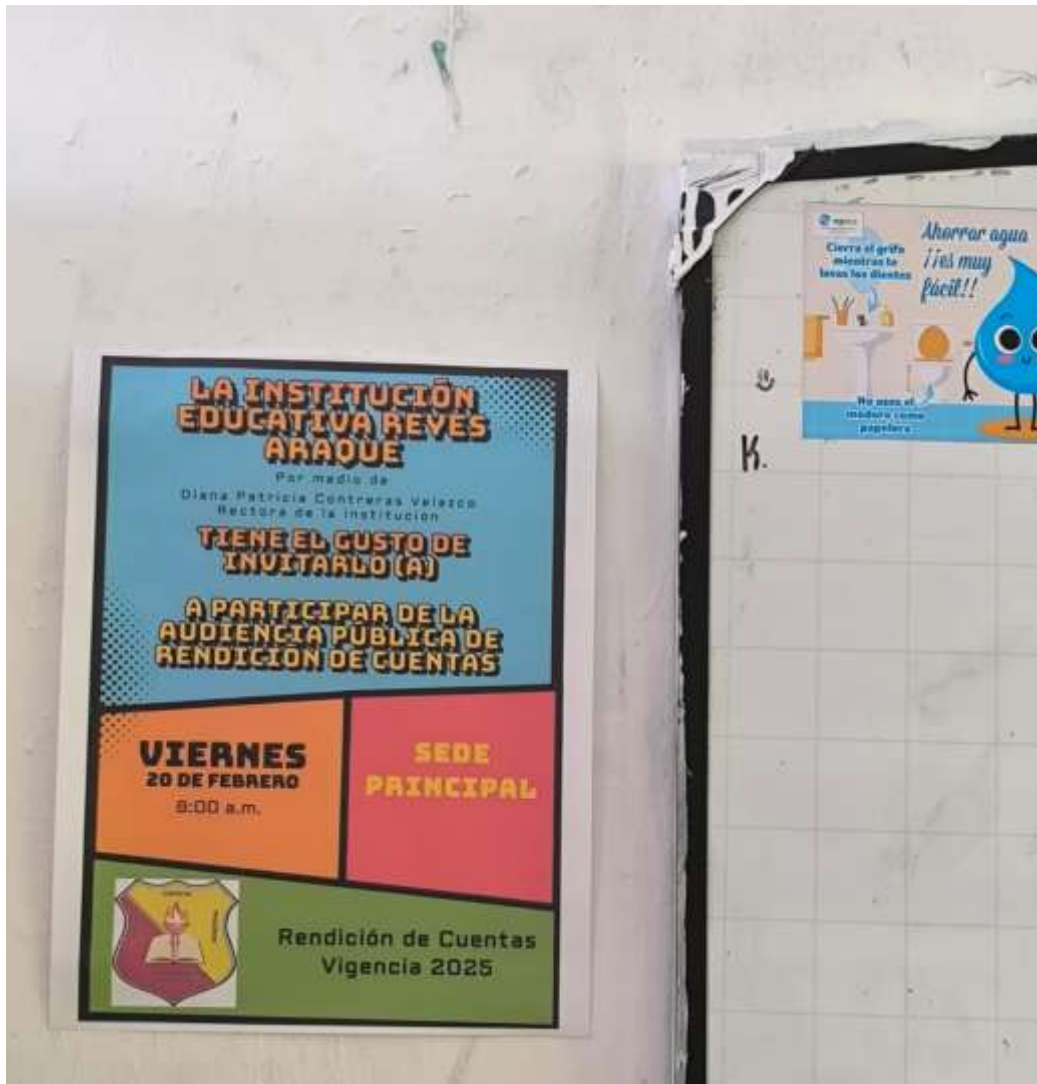 LA INSTITUCIÓN
EDUCATIVA REYES
ARAQUE
Por medio de
Diana Patricia Contreras Velazco
Rectora de la institución
TIENE EL GUSTO DE
INVITARLO (A)
A PARTICIPAR DE LA
AUDIENCIA PÚBLICA DE
RENDICIÓN DE CUENTAS
VIERNES
20 DE FEBRERO
8:00 a.m.
SEDE
PRINCIPAL
Rendición de Cuentas
Vigencia 2025
Cierra el grifo
mientras te
lavas los dientes
Ahorrar agua
¡¡es muy
fácil!!
No uses el
inodoro como
papelera
K.